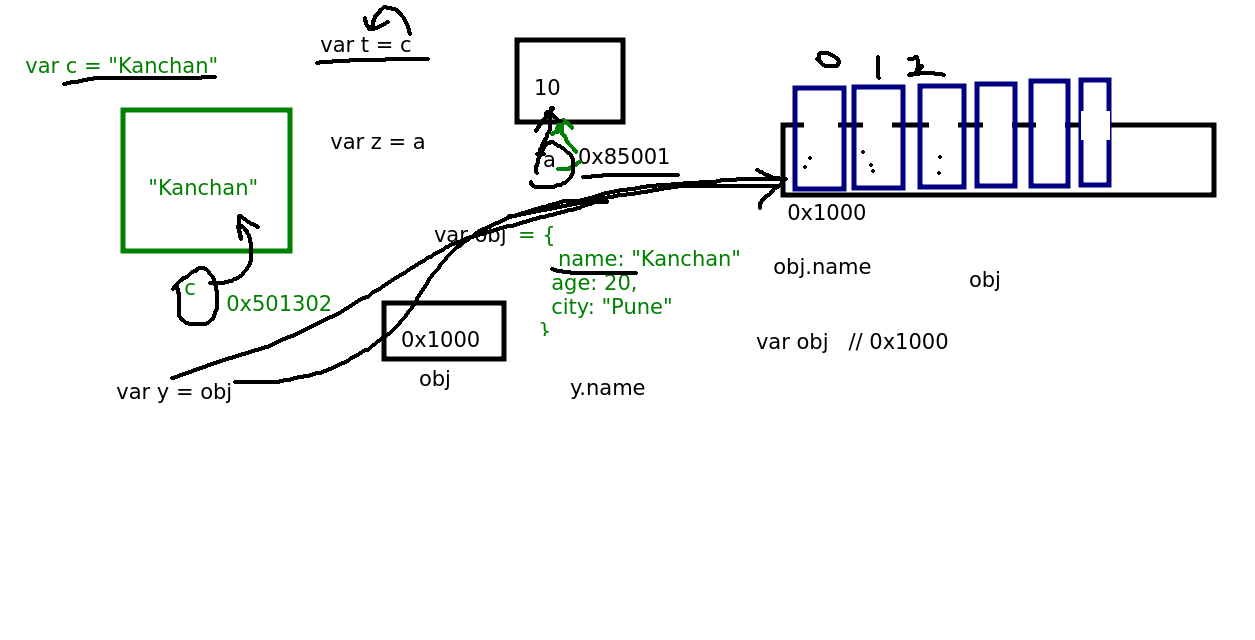 var c = "Kanchan"
var t = c
10
0 1 2
"Kanchan"
var z = a
a
0x85001
c
0x501302
var obj = {
name: "Kanchan"
age: 20,
city: "Pune"
}
0x1000
obj.name
obj
0x1000
obj
var obj // 0x1000
var y = obj
y.name